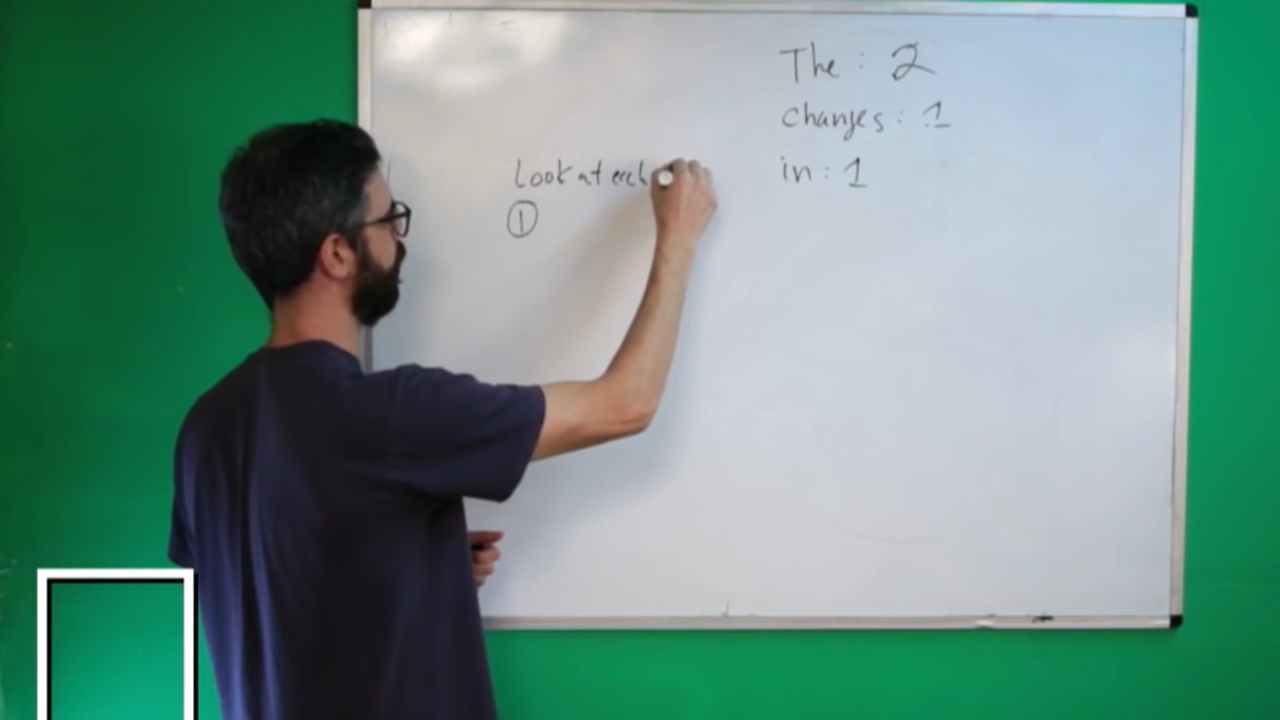 The : 2
changes : 1
in : 1
Look at each
①